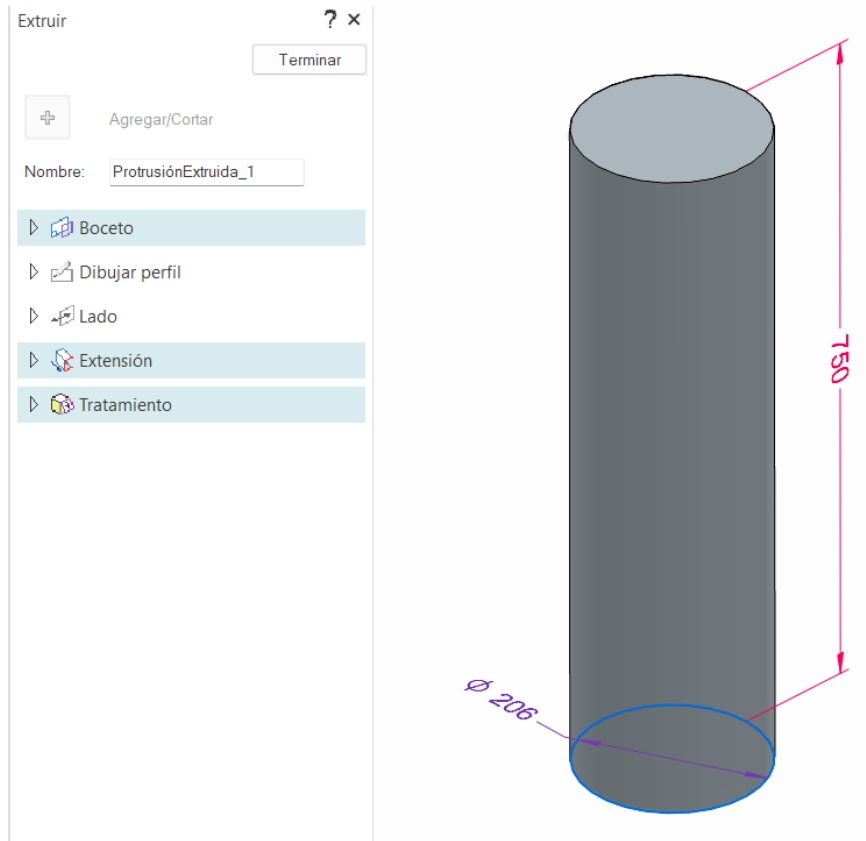 Extruir ? ×
Terminar
Agregar/Cortar
Nombre: ProtrusiónExtruida_1
Boceto
Dibujar perfil
Lado
Extensión
Tratamiento
750
Ø 206